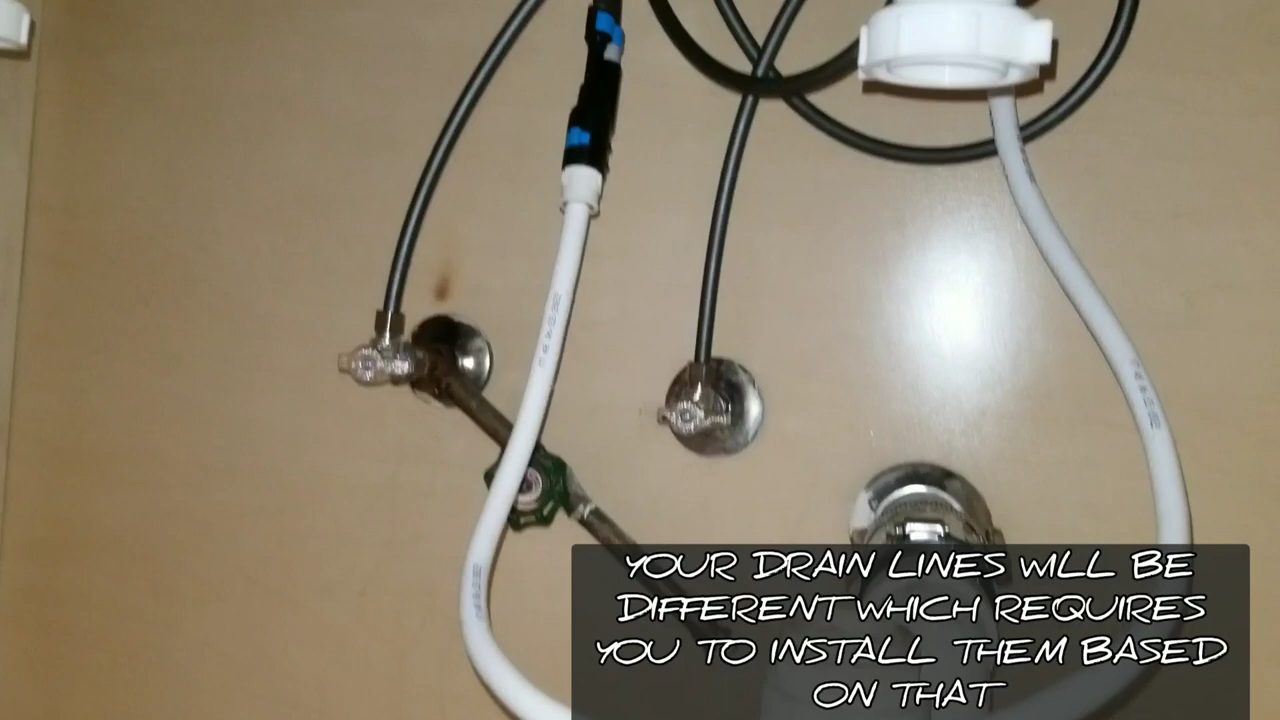 YOUR DRAIN LINES WILL BE
DIFFERENT WHICH REQUIRES
YOU TO INSTALL THEM BASED
ON THAT